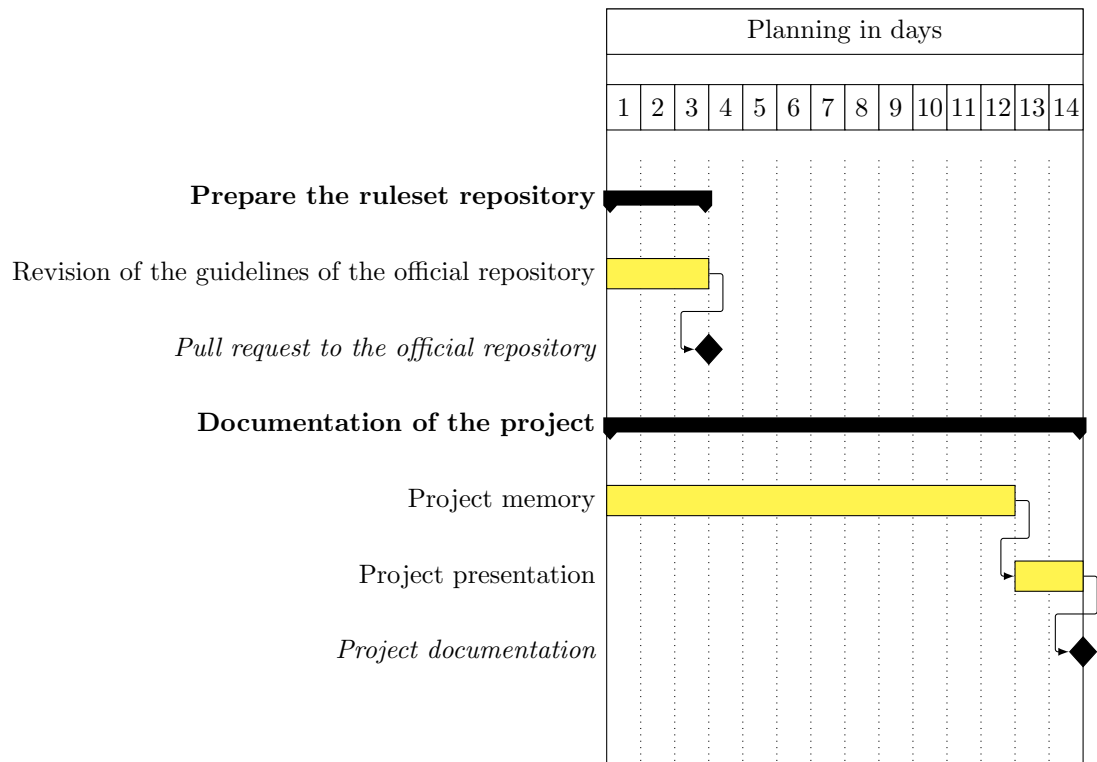 Planning in days
1 2 3 4 5 6 7 8 9 10 11 12 13 14
Prepare the ruleset repository
Revision of the guidelines of the official repository
Pull request to the official repository
Documentation of the project
Project memory
Project presentation
Project documentation